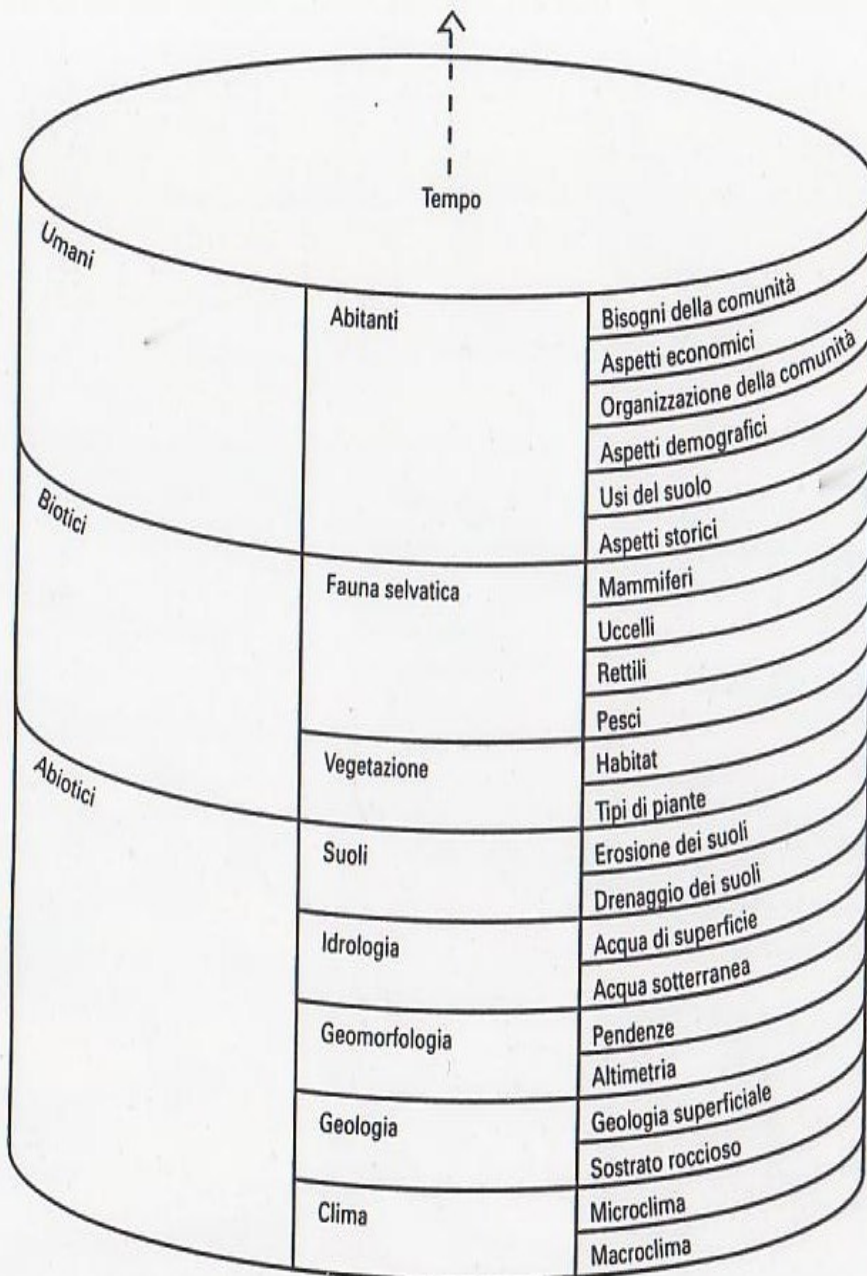 Tempo
Umani
Abitanti
Bisogni della comunità
Aspetti economici
Organizzazione della comunità
Aspetti demografici
Usi del suolo
Aspetti storici
Biotici
Fauna selvatica
Mammiferi
Uccelli
Rettili
Pesci
Vegetazione
Habitat
Tipi di piante
Abiotici
Suoli
Erosione dei suoli
Drenaggio dei suoli
Idrologia
Acqua di superficie
Acqua sotterranea
Geomorfologia
Pendenze
Altimetria
Geologia
Geologia superficiale
Sostrato roccioso
Clima
Microclima
Macroclima